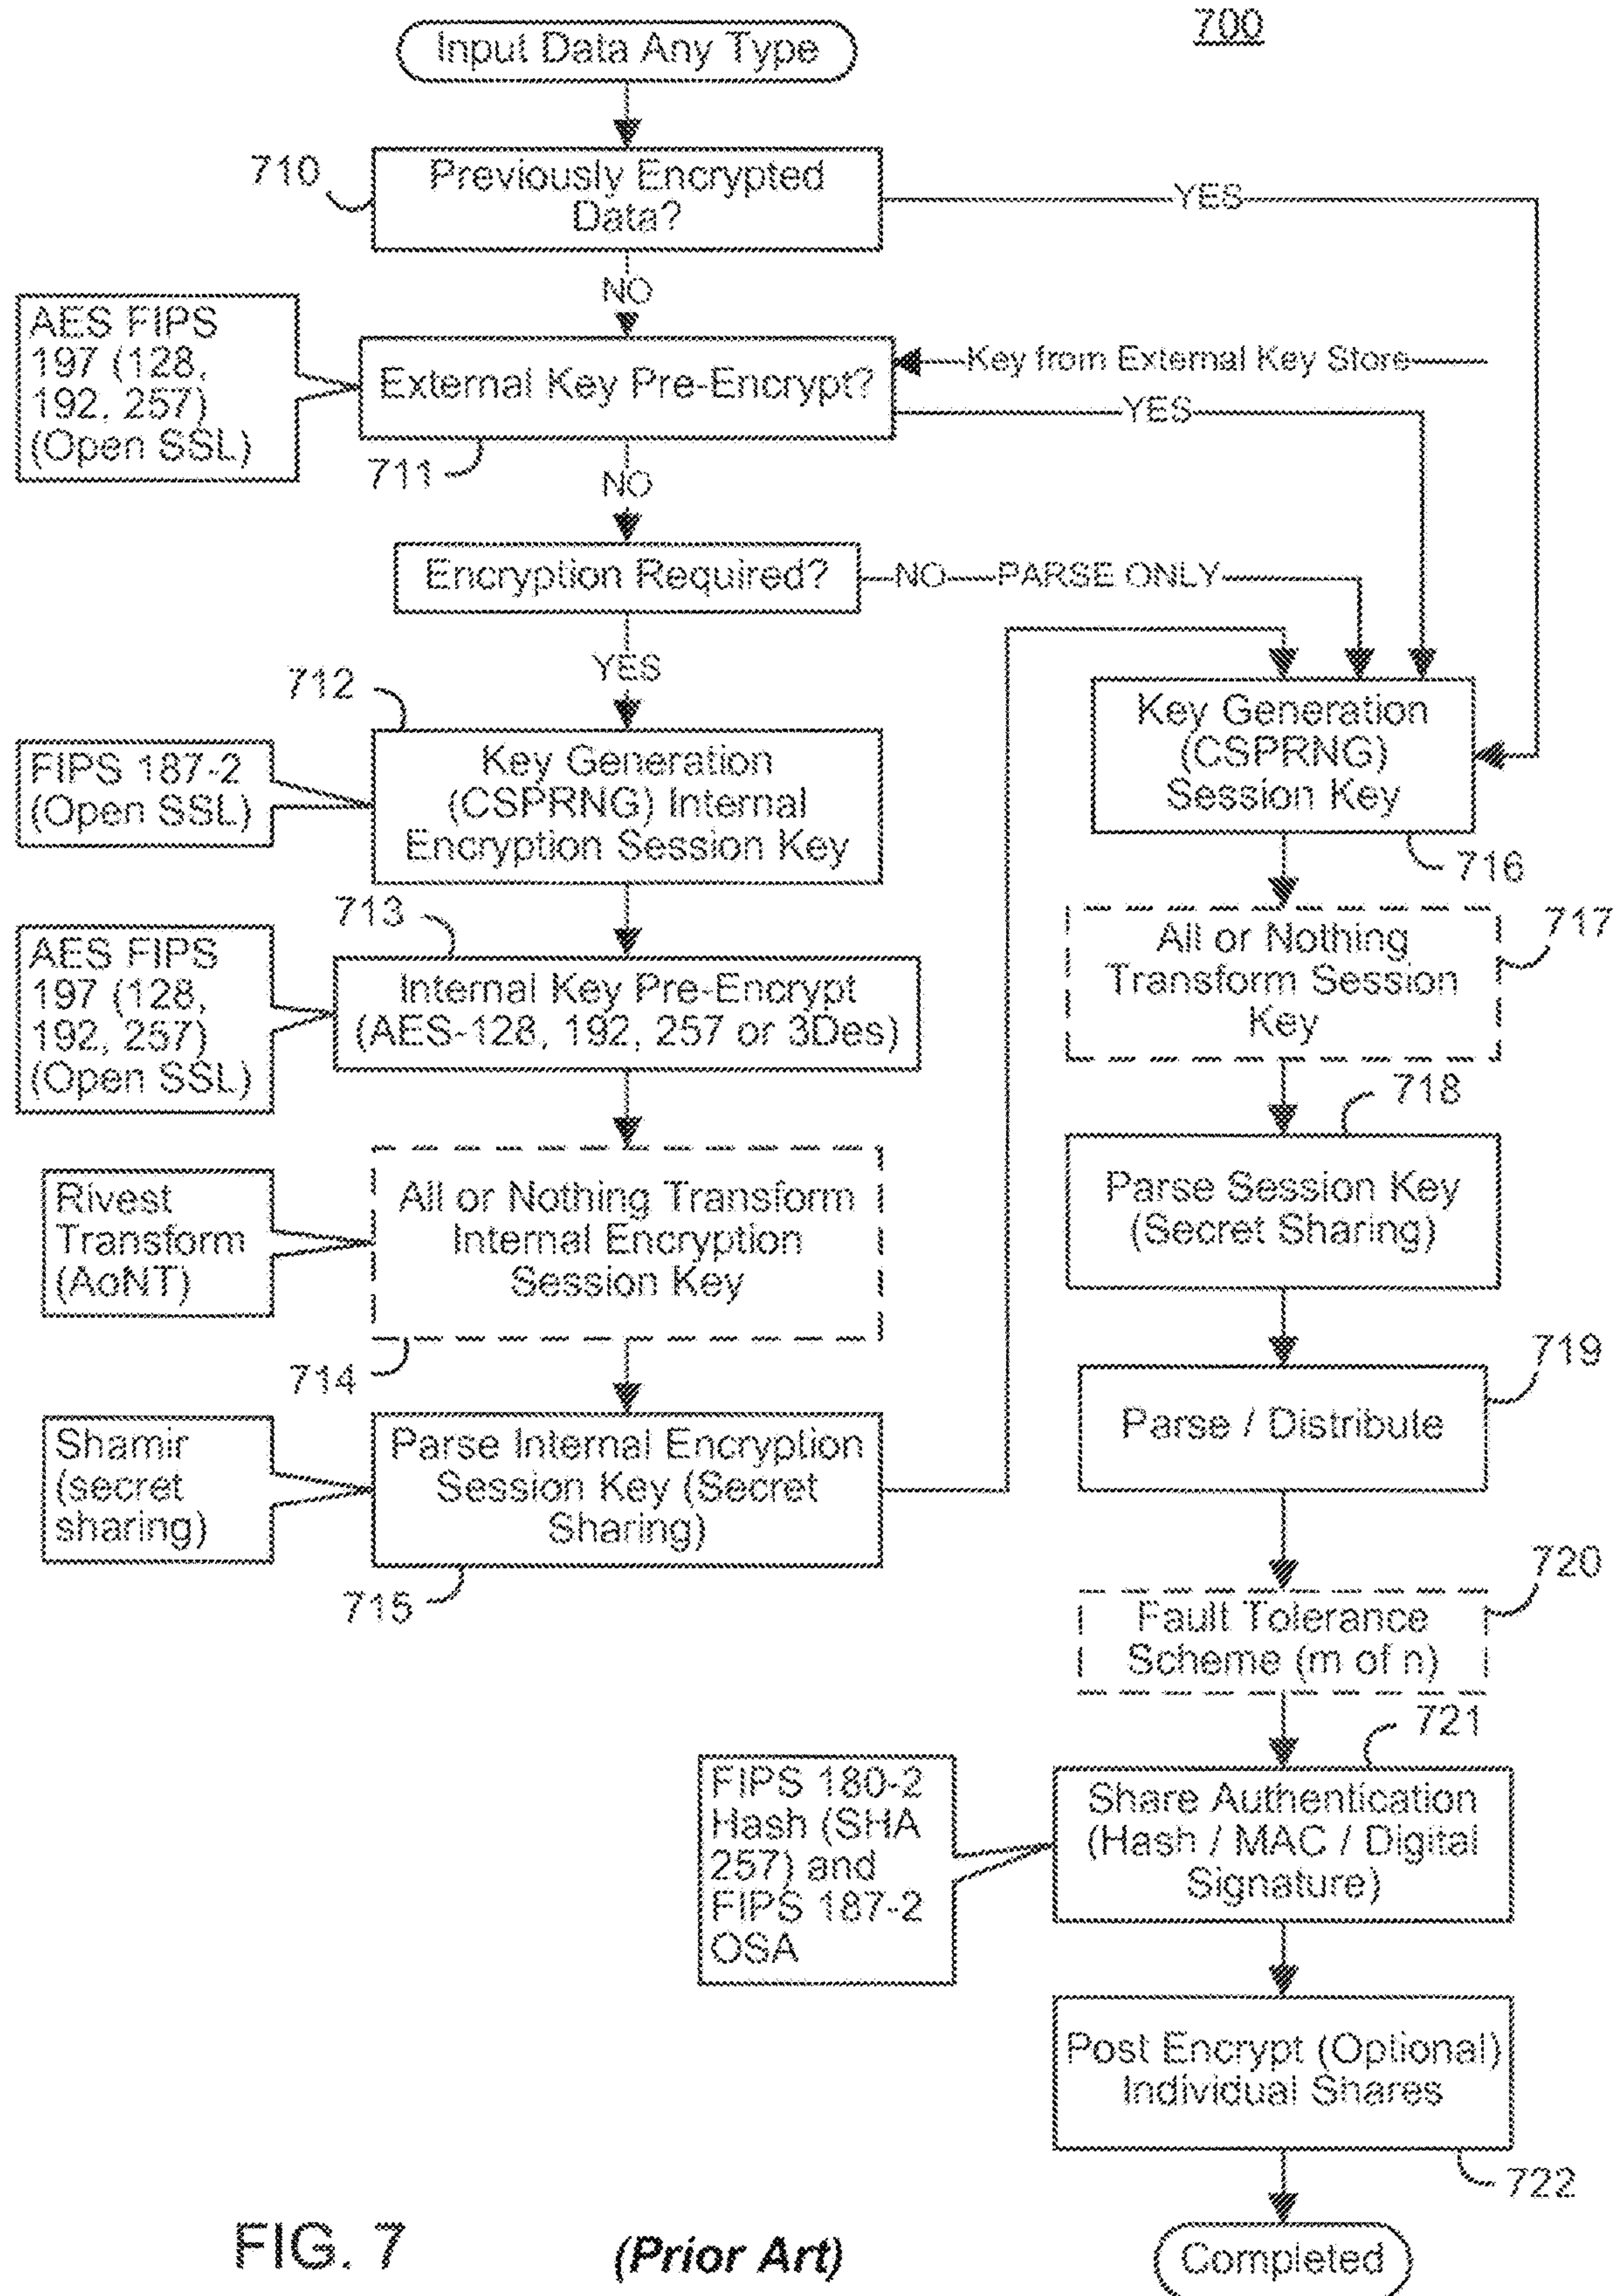 700
Input Data Any Type
710
Previously Encrypted
Data?
YES
NO
AES FIPS
197 (128,
192, 257)
(Open SSL)
External Key Pre-Encrypt?
Key from External Key Store
YES
711
NO
Encryption Required?
NO
PARSE ONLY
YES
712
Key Generation
(CSPRNG) Internal
Encryption Session Key
FIPS 187-2
(Open SSL)
713
Internal Key Pre-Encrypt
(AES-128, 192, 257 or 3Des)
AES FIPS
197 (128,
192, 257)
(Open SSL)
All or Nothing Transform
Internal Encryption
Session Key
Rivest
Transform
(AoNT)
714
Parse Internal Encryption
Session Key (Secret
Sharing)
Shamir
(secret
sharing)
715
Key Generation
(CSPRNG)
Session Key
716
All or Nothing
Transform Session
Key
717
718
Parse Session Key
(Secret Sharing)
719
Parse / Distribute
720
Fault Tolerance
Scheme (m of n)
721
Share Authentication
(Hash / MAC / Digital
Signature)
FIPS 180-2
Hash (SHA
257) and
FIPS 187-2
OSA
Post Encrypt (Optional)
Individual Shares
722
Completed
FIG. 7
(Prior Art)